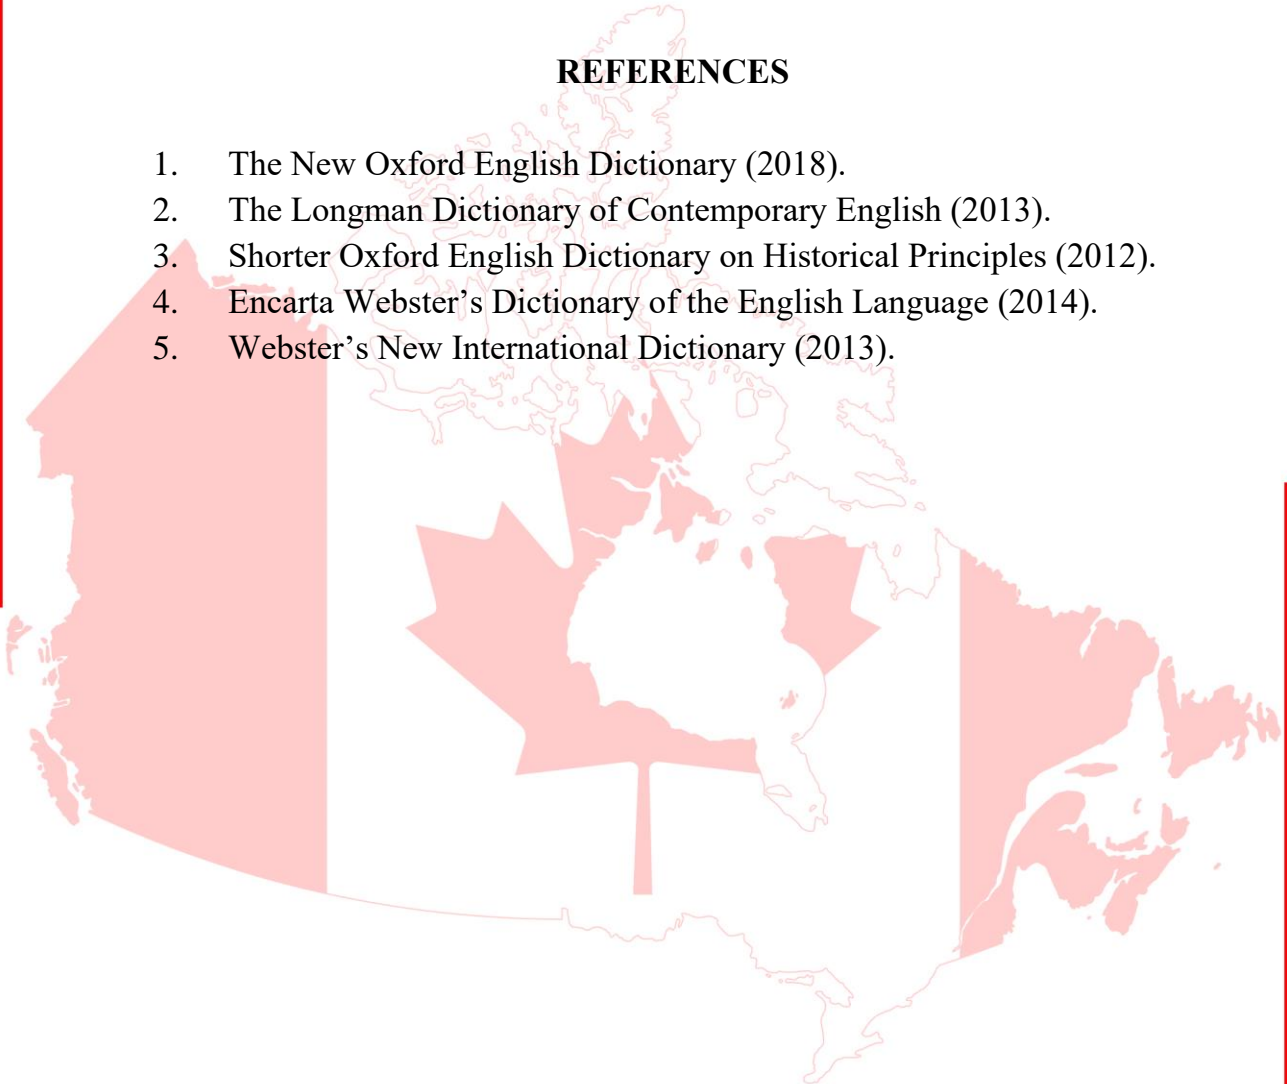 REFERENCES
1. The New Oxford English Dictionary (2018).
2. The Longman Dictionary of Contemporary English (2013).
3. Shorter Oxford English Dictionary on Historical Principles (2012).
4. Encarta Webster’s Dictionary of the English Language (2014).
5. Webster’s New International Dictionary (2013).